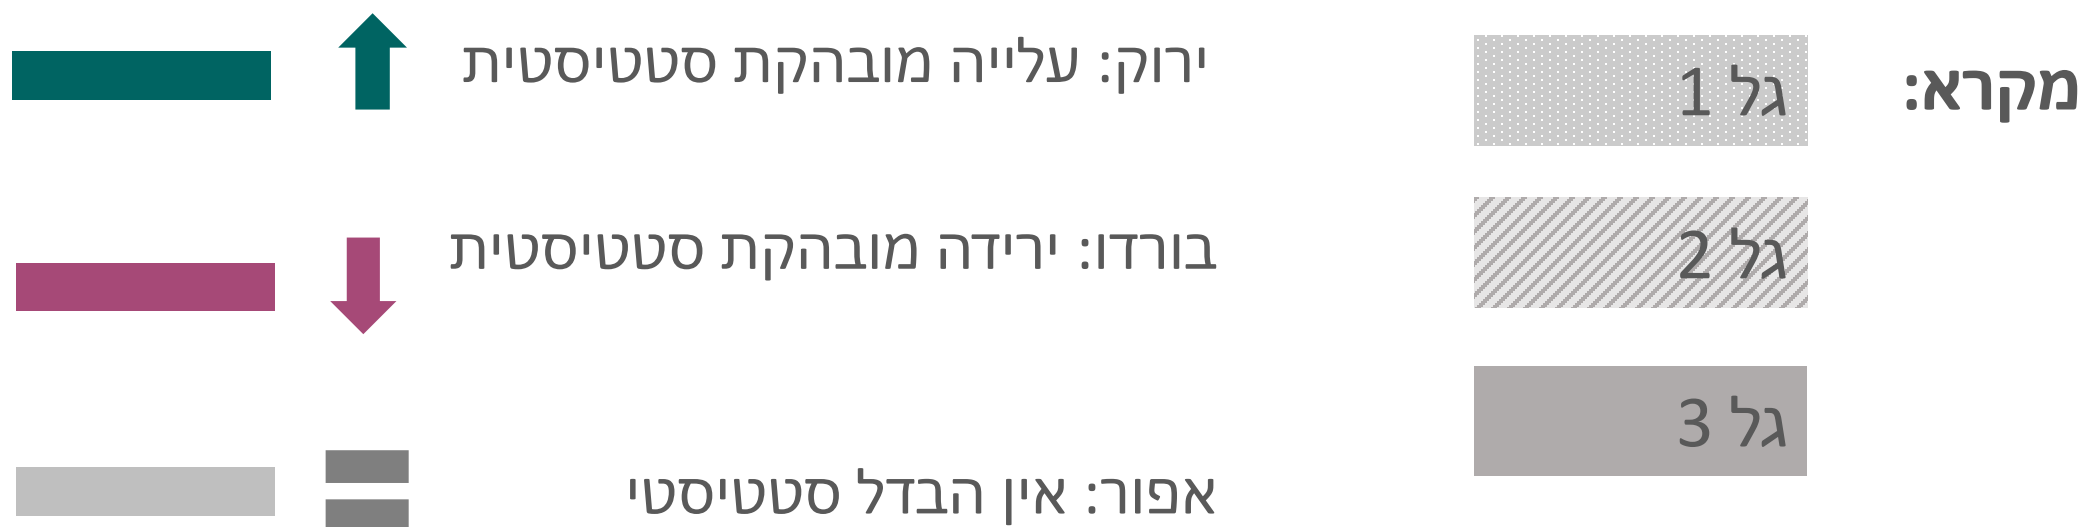 מקרא:
גל 1
גל 2
גל 3
ירוק: עלייה מובהקת סטטיסטית
בורדו: ירידה מובהקת סטטיסטית
אפור: אין הבדל סטטיסטי